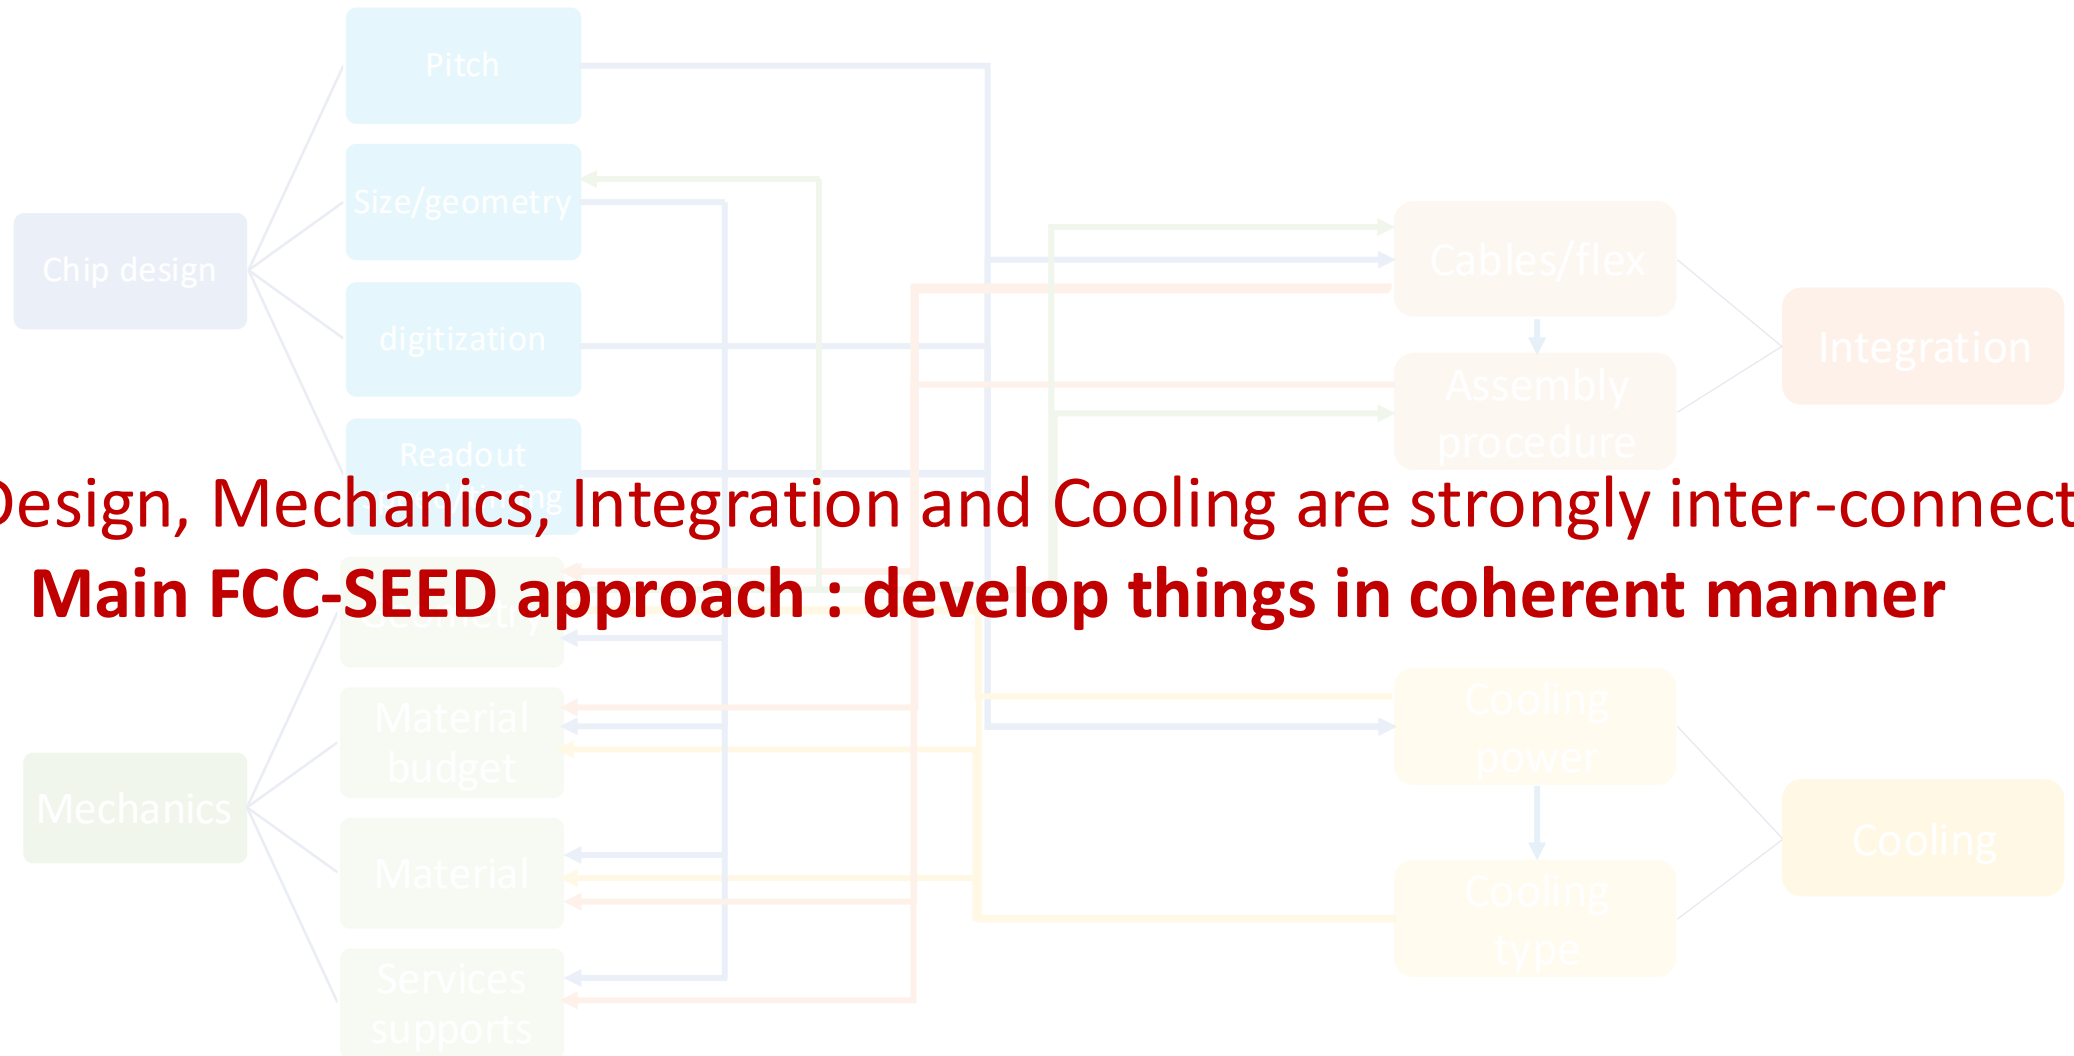 Pitch
Size/geometry
Chip design
digitization
Readout
Cables/flex
Assembly
procedure
Integration
Design, Mechanics, Integration and Cooling are strongly inter-connect
Main FCC-SEED approach : develop things in coherent manner
Geometry
Material
budget
Mechanics
Material
Services
supports
Cooling
power
Cooling
Cooling
type